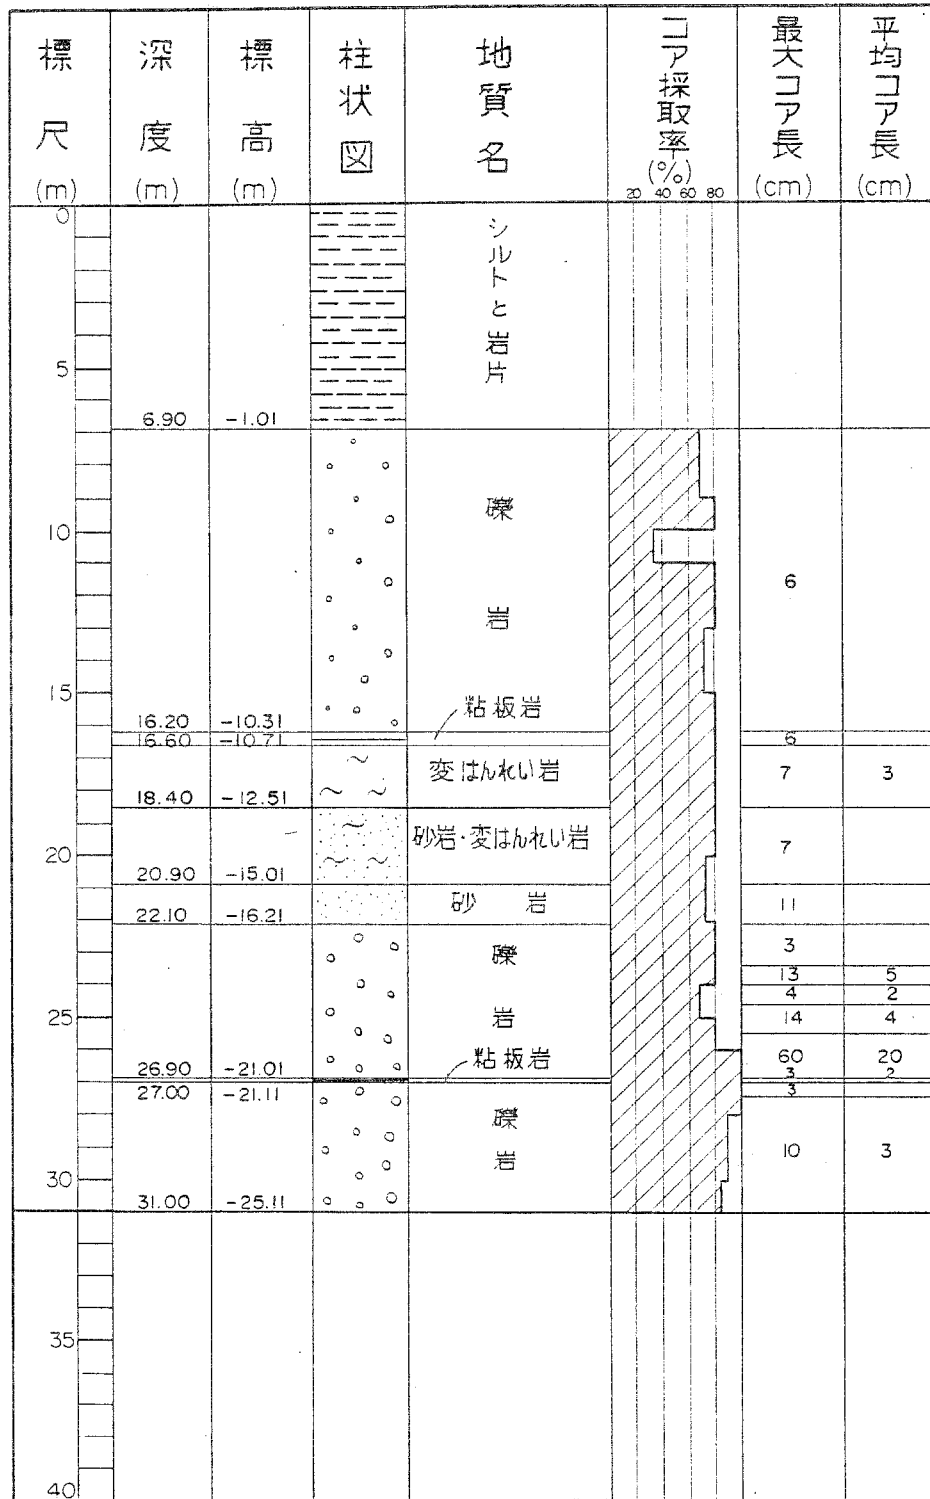 標尺(m)
深度(m)
標高(m)
柱状図
地質名
コア採取率(%)
20 40 60 80
最大コア長(cm)
平均コア長(cm)
0
シルトと岩片
5
6.90 -1.01
礫岩
10
6
15
粘板岩
16.20 -10.31
16.60 -10.71
6
変はんれい岩
7 3
18.40 -12.51
砂岩・変はんれい岩
20
7
20.90 -15.01
砂岩
11
22.10 -16.21
礫岩
3
13 5
4 2
25
14 4
粘板岩
60 20
26.90 -21.01
3 2
27.00 -21.11
3
礫岩
10 3
30
31.00 -25.11
35
40